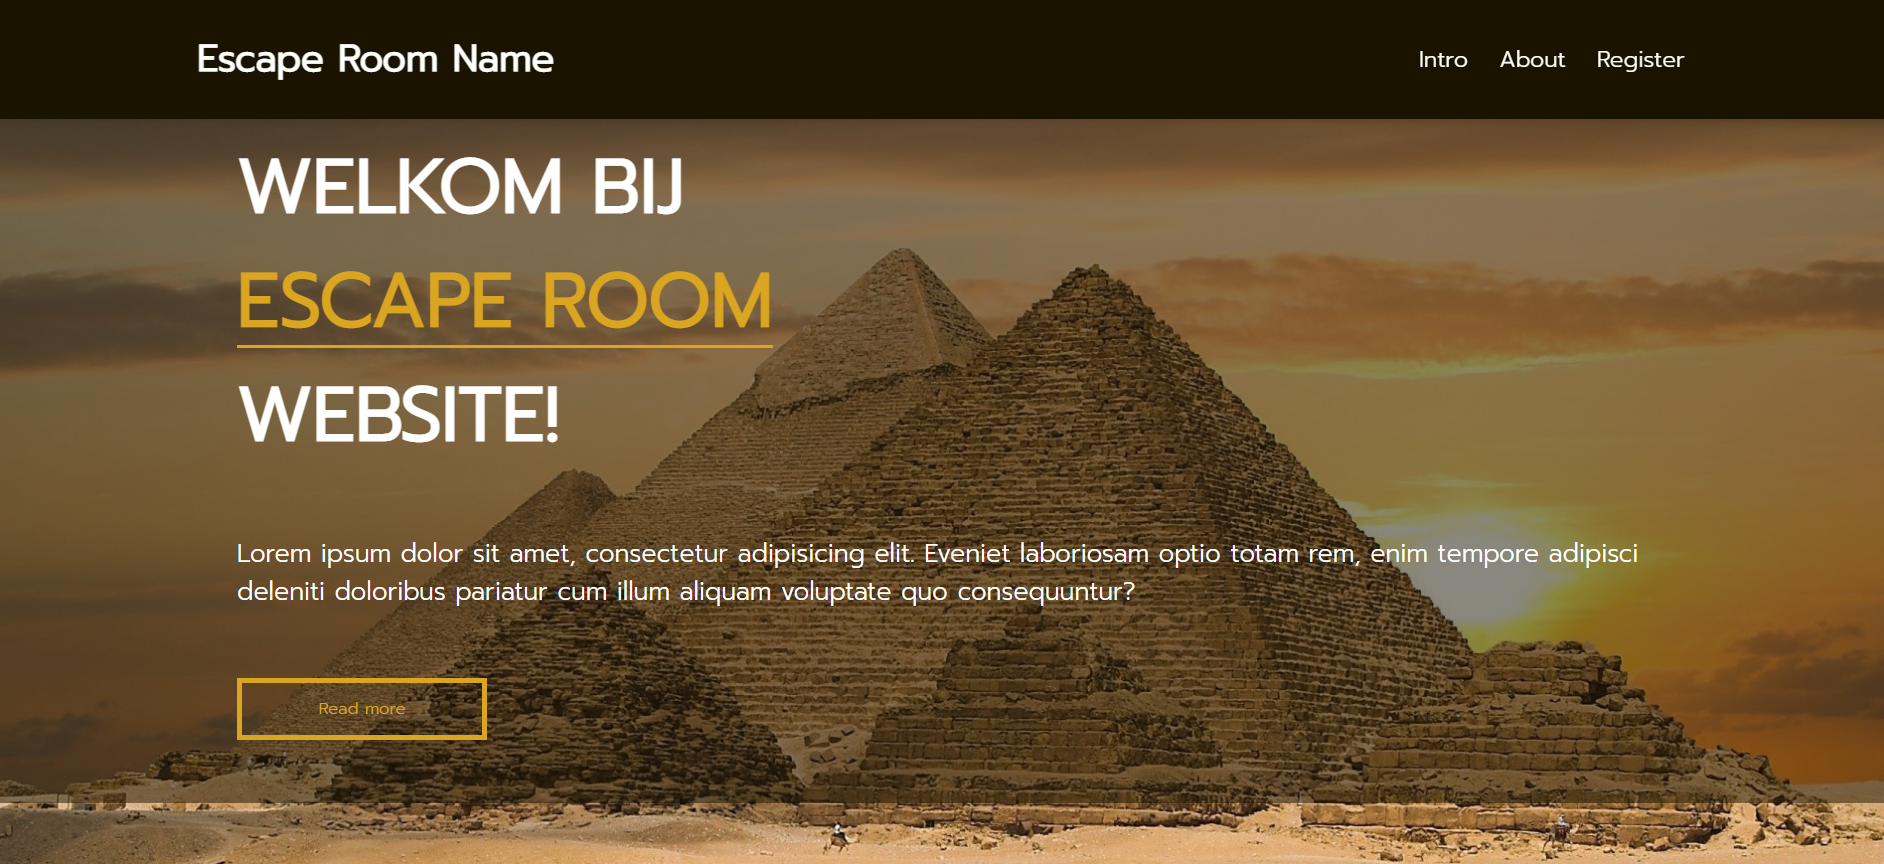 Escape Room Name
Intro About Register
WELKOM BIJ
ESCAPE ROOM
WEBSITE!
Lorem ipsum dolor sit amet, consectetur adipisicing elit. Eveniet laboriosam optio totam rem, enim tempore adipisci
deleniti doloribus pariatur cum illum aliquam voluptate quo consequuntur?
Read more